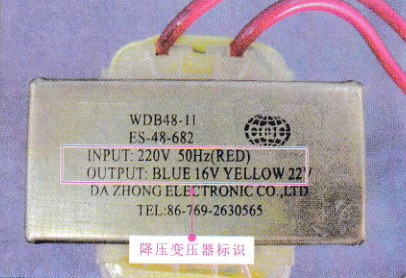 WDB48-11
ES-48-682
INPUT: 220V 50Hz(RED)
OUTPUT: BLUE 16V YELLOW 22V
DA ZHONG ELECTRONIC CO.,LTD
TEL:86-769-2630565
降压变压器标识